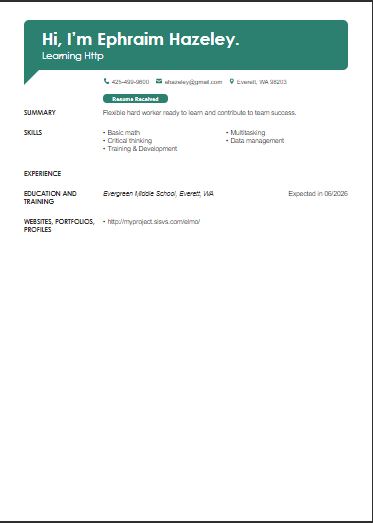 Hi, I'm Ephraim Hazeley.
Learning Http
425-499-9600 ehazeley@gmail.com Everett, WA 98203
Resume Received
SUMMARY Flexible hard worker ready to learn and contribute to team success.
SKILLS • Basic math • Multitasking
• Critical thinking • Data management
• Training & Development
EXPERIENCE
EDUCATION AND Evergreen Middle School, Everett, WA Expected in 06/2026
TRAINING
WEBSITES, PORTFOLIOS, • http://myproject.sisvs.com/elmo/
PROFILES